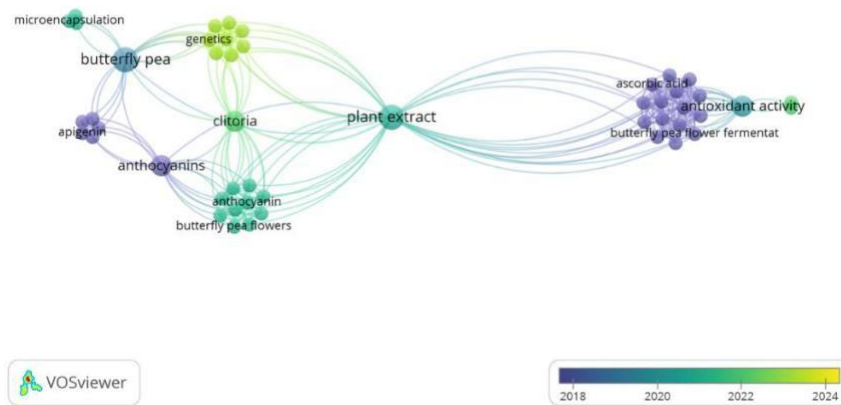 microencapsulation
genetics
butterfly pea
apigenin
clitoria
plant extract
anthocyanins
anthocyanin
butterfly pea flowers
ascorbic acid
antioxidant activity
butterfly pea flower fermentat
VOSviewer
2018 2020 2022 2024